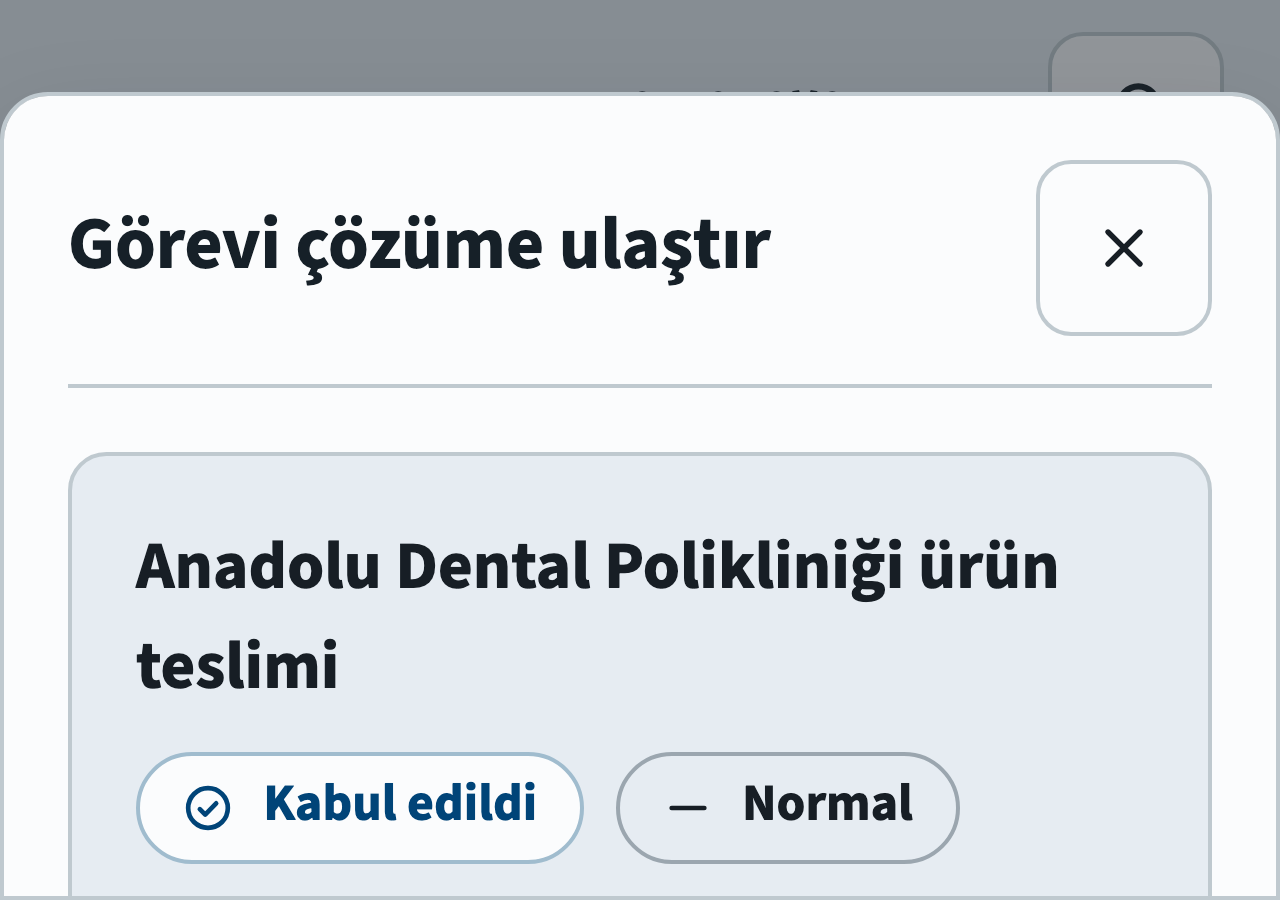 Görevi çözüme ulaştır
Anadolu Dental Polikliniği ürün
teslimi
Kabul edildi
Normal